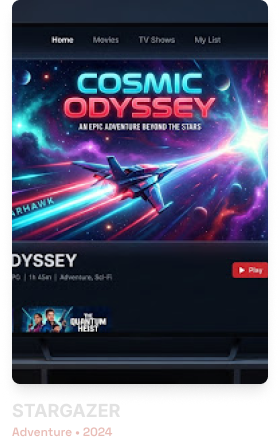 Home Movies TV Shows My List
COSMIC
ODYSSEY
AN EPIC ADVENTURE BEYOND THE STARS
ARHAWK
DYSSEY
PG | 1h 45m | Adventure, Sci-Fi
Play
THE
QUANTUM
HEIST
STARGAZER
Adventure • 2024